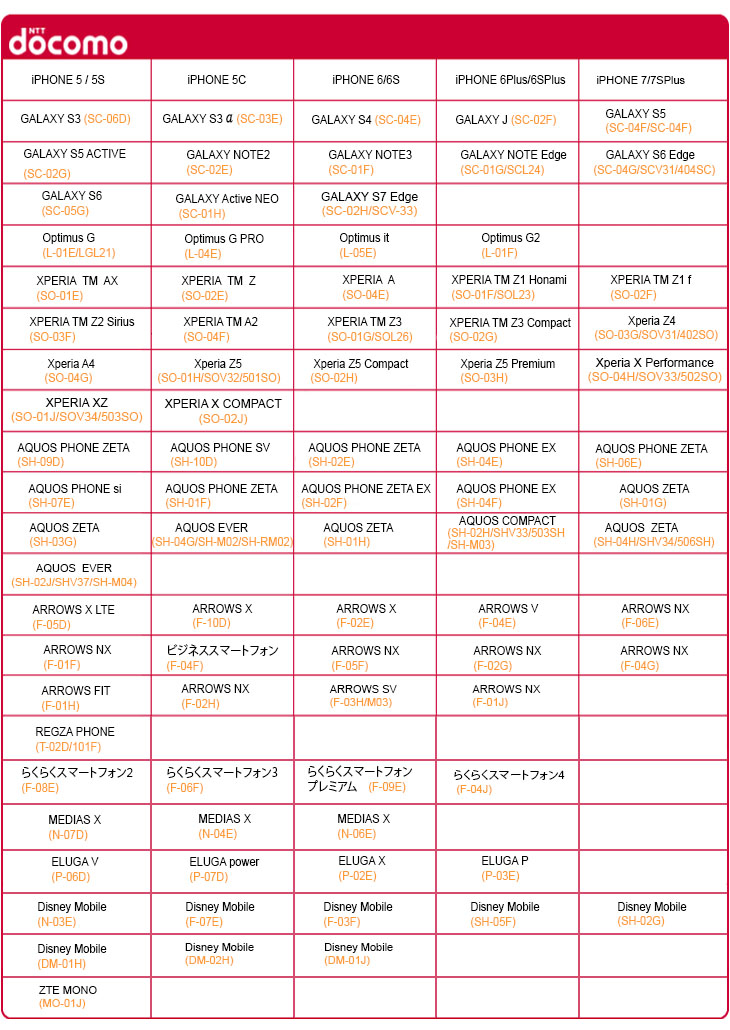 NTT
döcomo
iPHONE 5 / 5S
iPHONE 5C
iPHONE 6/6S
iPHONE 6Plus/6SPlus
iPHONE 7/7SPlus
GALAXY S3 (SC-06D)
GALAXY S3 α (SC-03E)
GALAXY S4 (SC-04E)
GALAXY J (SC-02F)
GALAXY S5
(SC-04F/SC-04F)
GALAXY S5 ACTIVE
(SC-02G)
GALAXY NOTE2
(SC-02E)
GALAXY NOTE3
(SC-01F)
GALAXY NOTE Edge
(SC-01G/SCL24)
GALAXY S6 Edge
(SC-04G/SCV31/404SC)
GALAXY S6
(SC-05G)
GALAXY Active NEO
(SC-01H)
GALAXY S7 Edge
(SC-02H/SCV-33)
Optimus G
(L-01E/LGL21)
Optimus G PRO
(L-04E)
Optimus it
(L-05E)
Optimus G2
(L-01F)
XPERIA TM AX
(SO-01E)
XPERIA TM Z
(SO-02E)
XPERIA A
(SO-04E)
XPERIA TM Z1 Honami
(SO-01F/SOL23)
XPERIA TM Z1 f
(SO-02F)
XPERIA TM Z2 Sirius
(SO-03F)
XPERIA TM A2
(SO-04F)
XPERIA TM Z3
(SO-01G/SOL26)
XPERIA TM Z3 Compact
(SO-02G)
Xperia Z4
(SO-03G/SOV31/402SO)
Xperia A4
(SO-04G)
Xperia Z5
(SO-01H/SOV32/501SO)
Xperia Z5 Compact
(SO-02H)
Xperia Z5 Premium
(SO-03H)
Xperia X Performance
(SO-04H/SOV33/502SO)
XPERIA XZ
(SO-01J/SOV34/503SO)
XPERIA X COMPACT
(SO-02J)
AQUOS PHONE ZETA
(SH-09D)
AQUOS PHONE SV
(SH-10D)
AQUOS PHONE ZETA
(SH-02E)
AQUOS PHONE EX
(SH-04E)
AQUOS PHONE ZETA
(SH-06E)
AQUOS PHONE si
(SH-07E)
AQUOS PHONE ZETA
(SH-01F)
AQUOS PHONE ZETA EX
(SH-02F)
AQUOS PHONE EX
(SH-04F)
AQUOS ZETA
(SH-01G)
AQUOS ZETA
(SH-03G)
AQUOS EVER
(SH-04G/SH-M02/SH-RM02)
AQUOS ZETA
(SH-01H)
AQUOS COMPACT
(SH-02H/SHV33/503SH
/SH-M03)
AQUOS ZETA
(SH-04H/SHV34/506SH)
AQUOS EVER
(SH-02J/SHV37/SH-M04)
ARROWS X LTE
(F-05D)
ARROWS X
(F-10D)
ARROWS X
(F-02E)
ARROWS V
(F-04E)
ARROWS NX
(F-06E)
ARROWS NX
(F-01F)
ビジネススマートフォン
(F-04F)
ARROWS NX
(F-05F)
ARROWS NX
(F-02G)
ARROWS NX
(F-04G)
ARROWS FIT
(F-01H)
ARROWS NX
(F-02H)
ARROWS SV
(F-03H/M03)
ARROWS NX
(F-01J)
REGZA PHONE
(T-02D/101F)
らくらくスマートフォン2
(F-08E)
らくらくスマートフォン3
(F-06F)
らくらくスマートフォン
プレミアム (F-09E)
らくらくスマートフォン4
(F-04J)
MEDIAS X
(N-07D)
MEDIAS X
(N-04E)
MEDIAS X
(N-06E)
ELUGA V
(P-06D)
ELUGA power
(P-07D)
ELUGA X
(P-02E)
ELUGA P
(P-03E)
Disney Mobile
(N-03E)
Disney Mobile
(F-07E)
Disney Mobile
(F-03F)
Disney Mobile
(SH-05F)
Disney Mobile
(SH-02G)
Disney Mobile
(DM-01H)
Disney Mobile
(DM-02H)
Disney Mobile
(DM-01J)
ZTE MONO
(MO-01J)